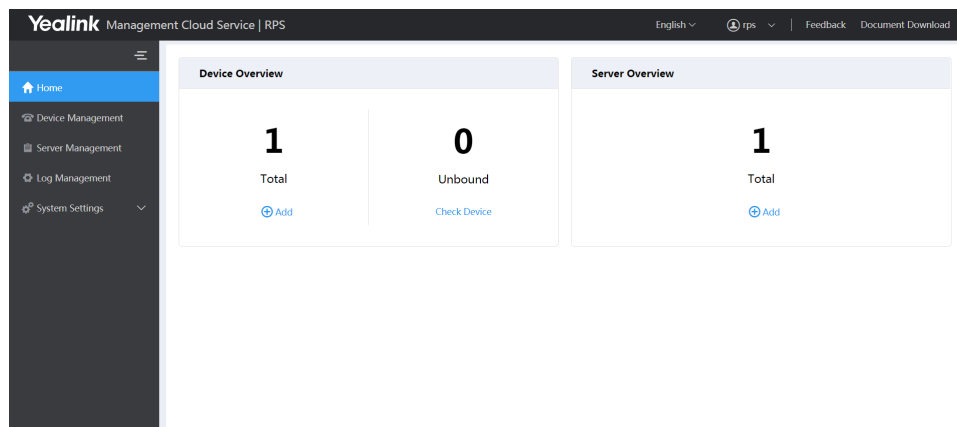 Yealink Management Cloud Service | RPS
English
rps
|
Feedback
Document Download
Home
Device Management
Server Management
Log Management
System Settings
Device Overview
1
Total
Add
0
Unbound
Check Device
Server Overview
1
Total
Add